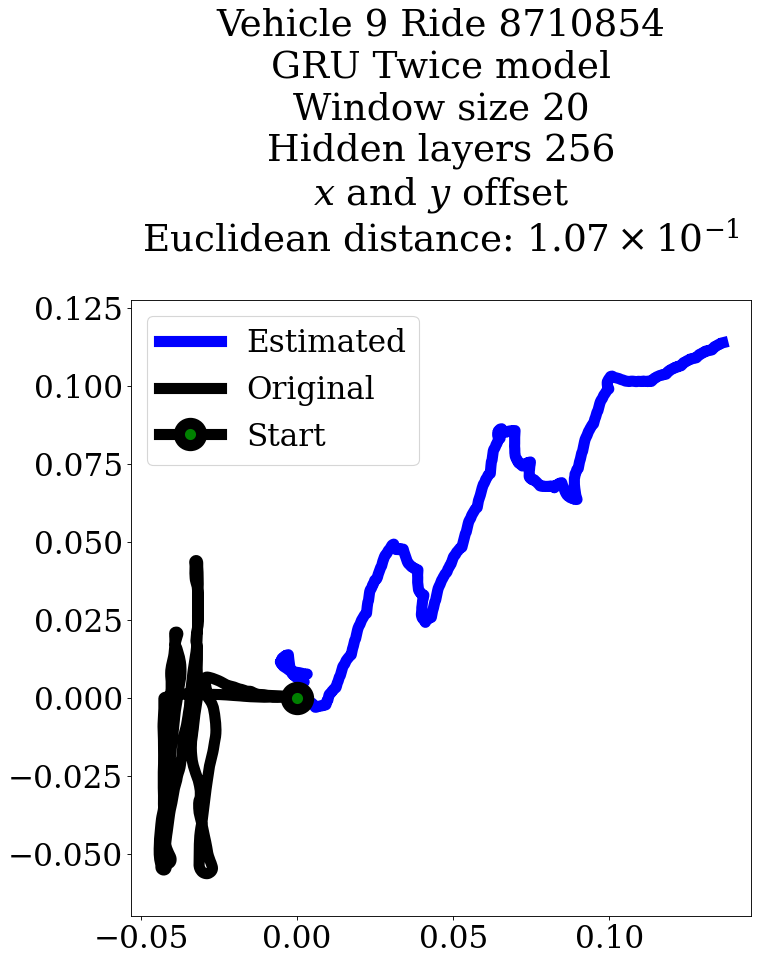 Vehicle 9 Ride 8710854
GRU Twice model
Window size 20
Hidden layers 256
x and y offset
Euclidean distance: 1.07 × 10⁻¹
Estimated
Original
Start
0.125
0.100
0.075
0.050
0.025
0.000
−0.025
−0.050
−0.05 0.00 0.05 0.10